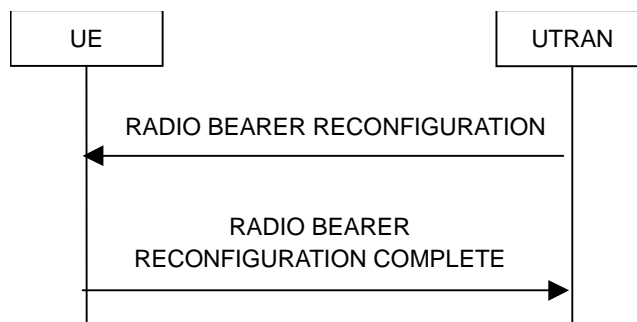 UE
UTRAN
RADIO BEARER RECONFIGURATION
RADIO BEARER
RECONFIGURATION COMPLETE